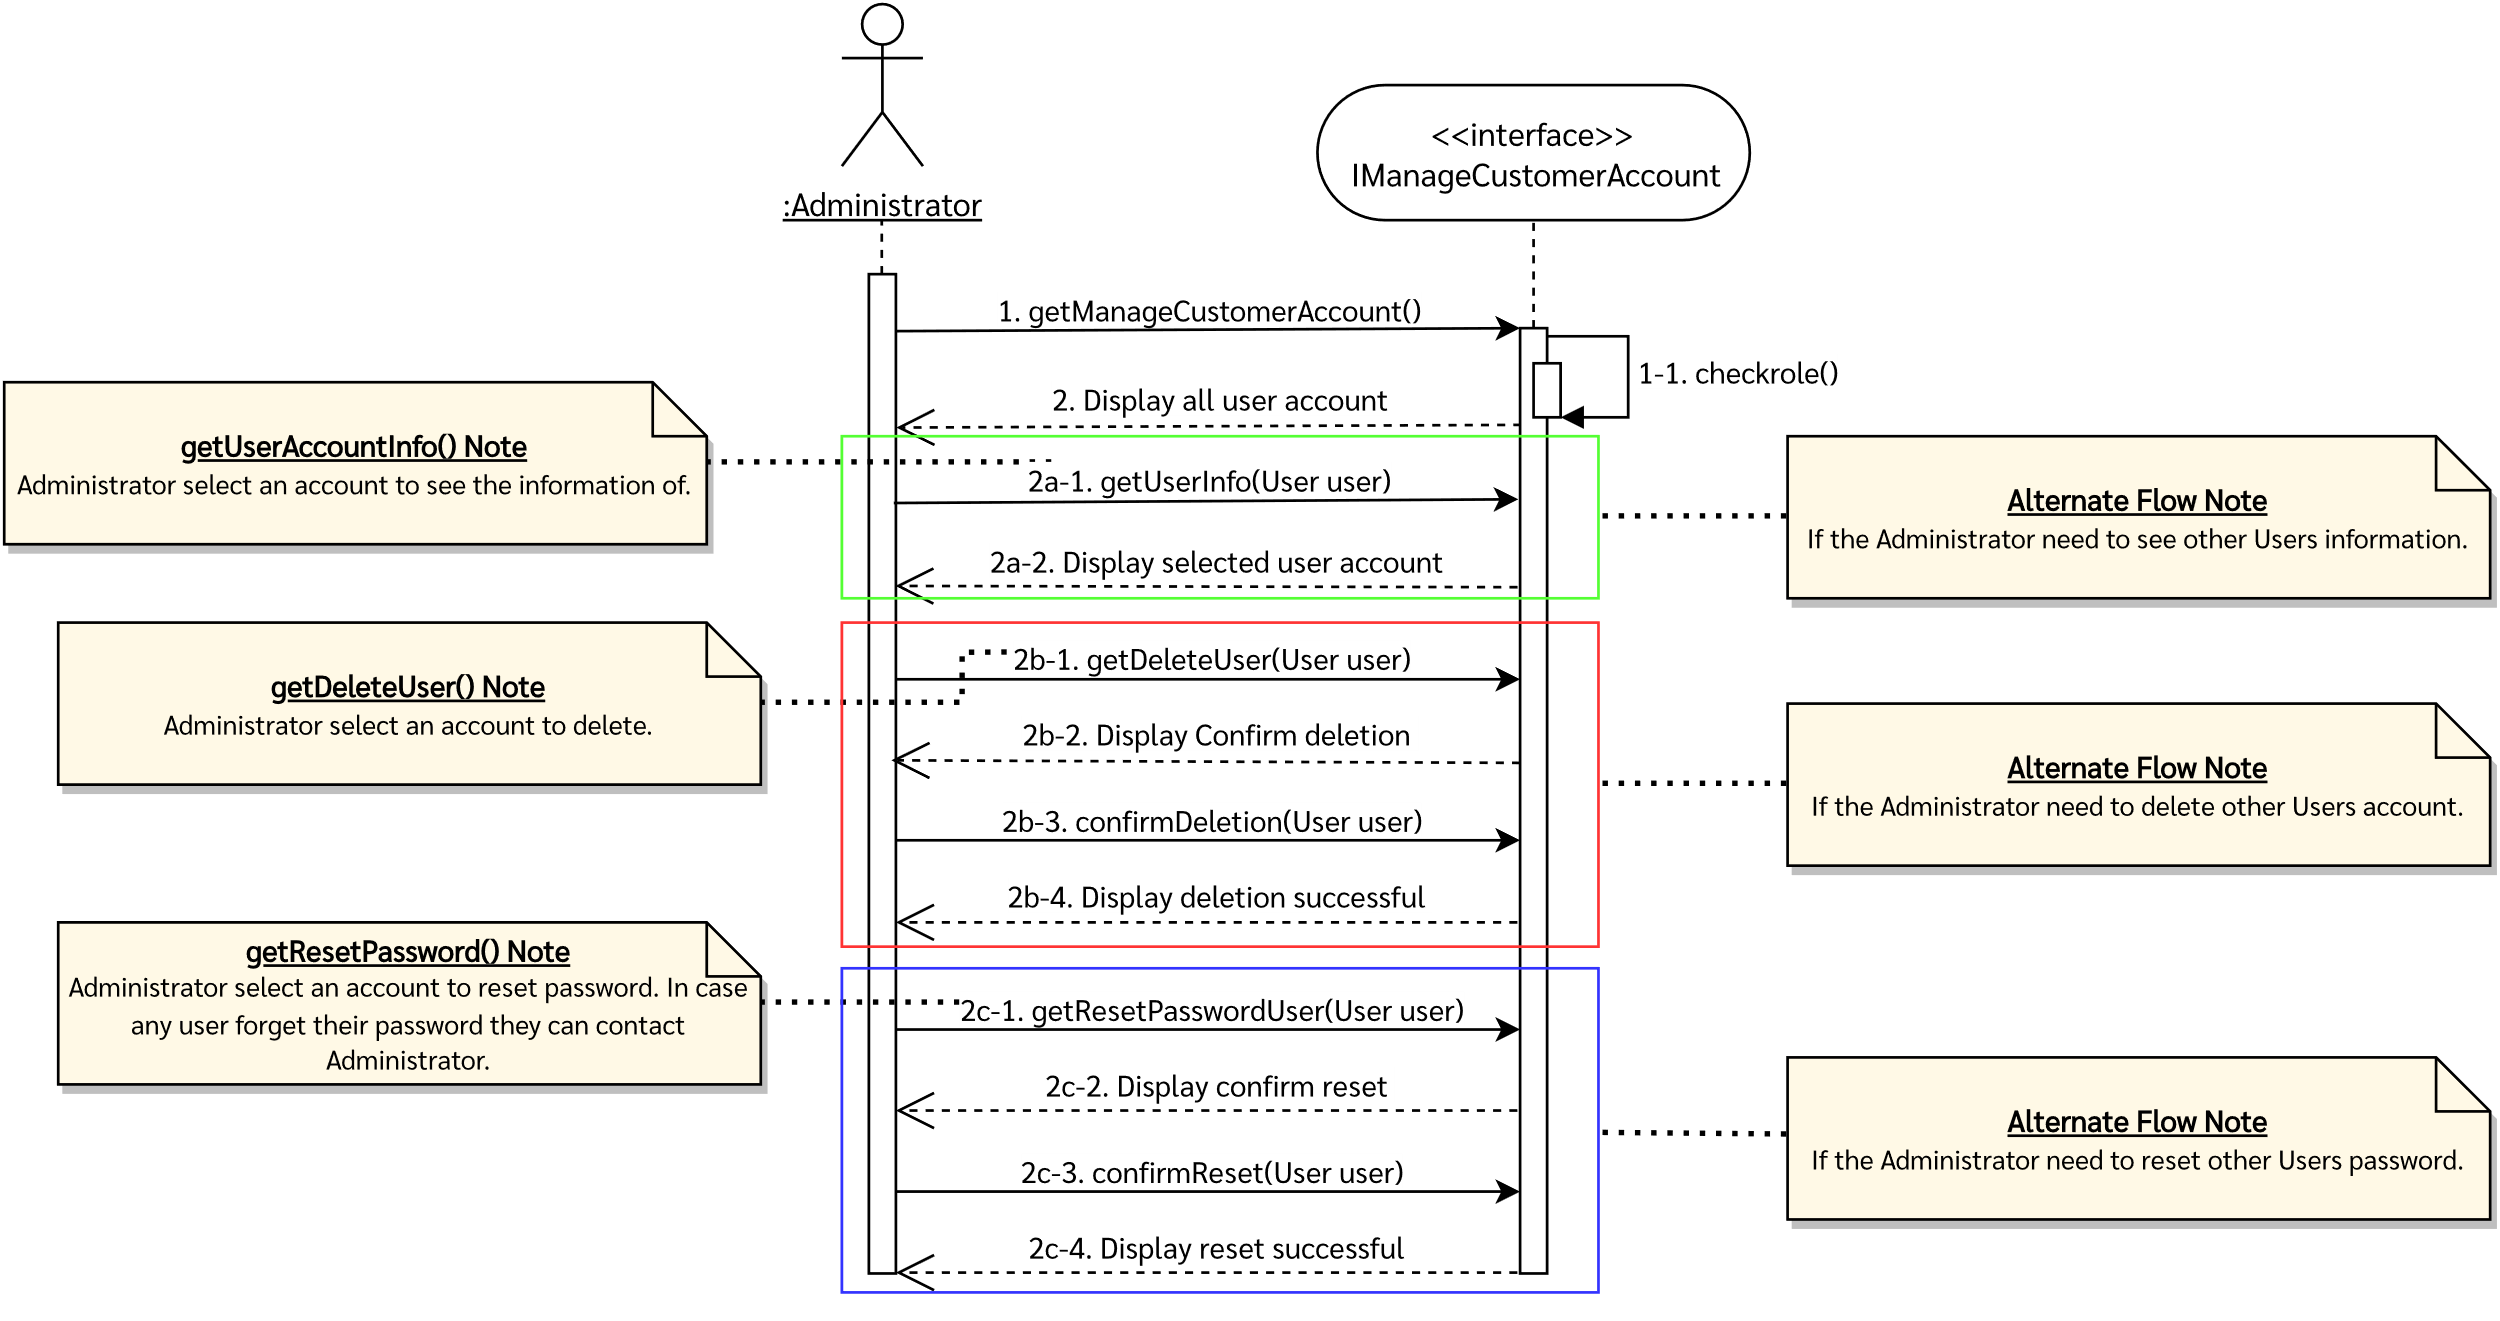 :Administrator
<<interface>>
IManageCustomerAccount
1. getManageCustomerAccount()
1-1. checkrole()
2. Display all user account
getUserAccountInfo() Note
Administrator select an account to see the information of.
2a-1. getUserInfo(User user)
Alternate Flow Note
If the Administrator need to see other Users information.
2a-2. Display selected user account
getDeleteUser() Note
Administrator select an account to delete.
2b-1. getDeleteUser(User user)
2b-2. Display Confirm deletion
Alternate Flow Note
If the Administrator need to delete other Users account.
2b-3. confirmDeletion(User user)
2b-4. Display deletion successful
getResetPassword() Note
Administrator select an account to reset password. In case
any user forget their password they can contact
Administrator.
2c-1. getResetPasswordUser(User user)
2c-2. Display confirm reset
Alternate Flow Note
If the Administrator need to reset other Users password.
2c-3. confirmReset(User user)
2c-4. Display reset successful